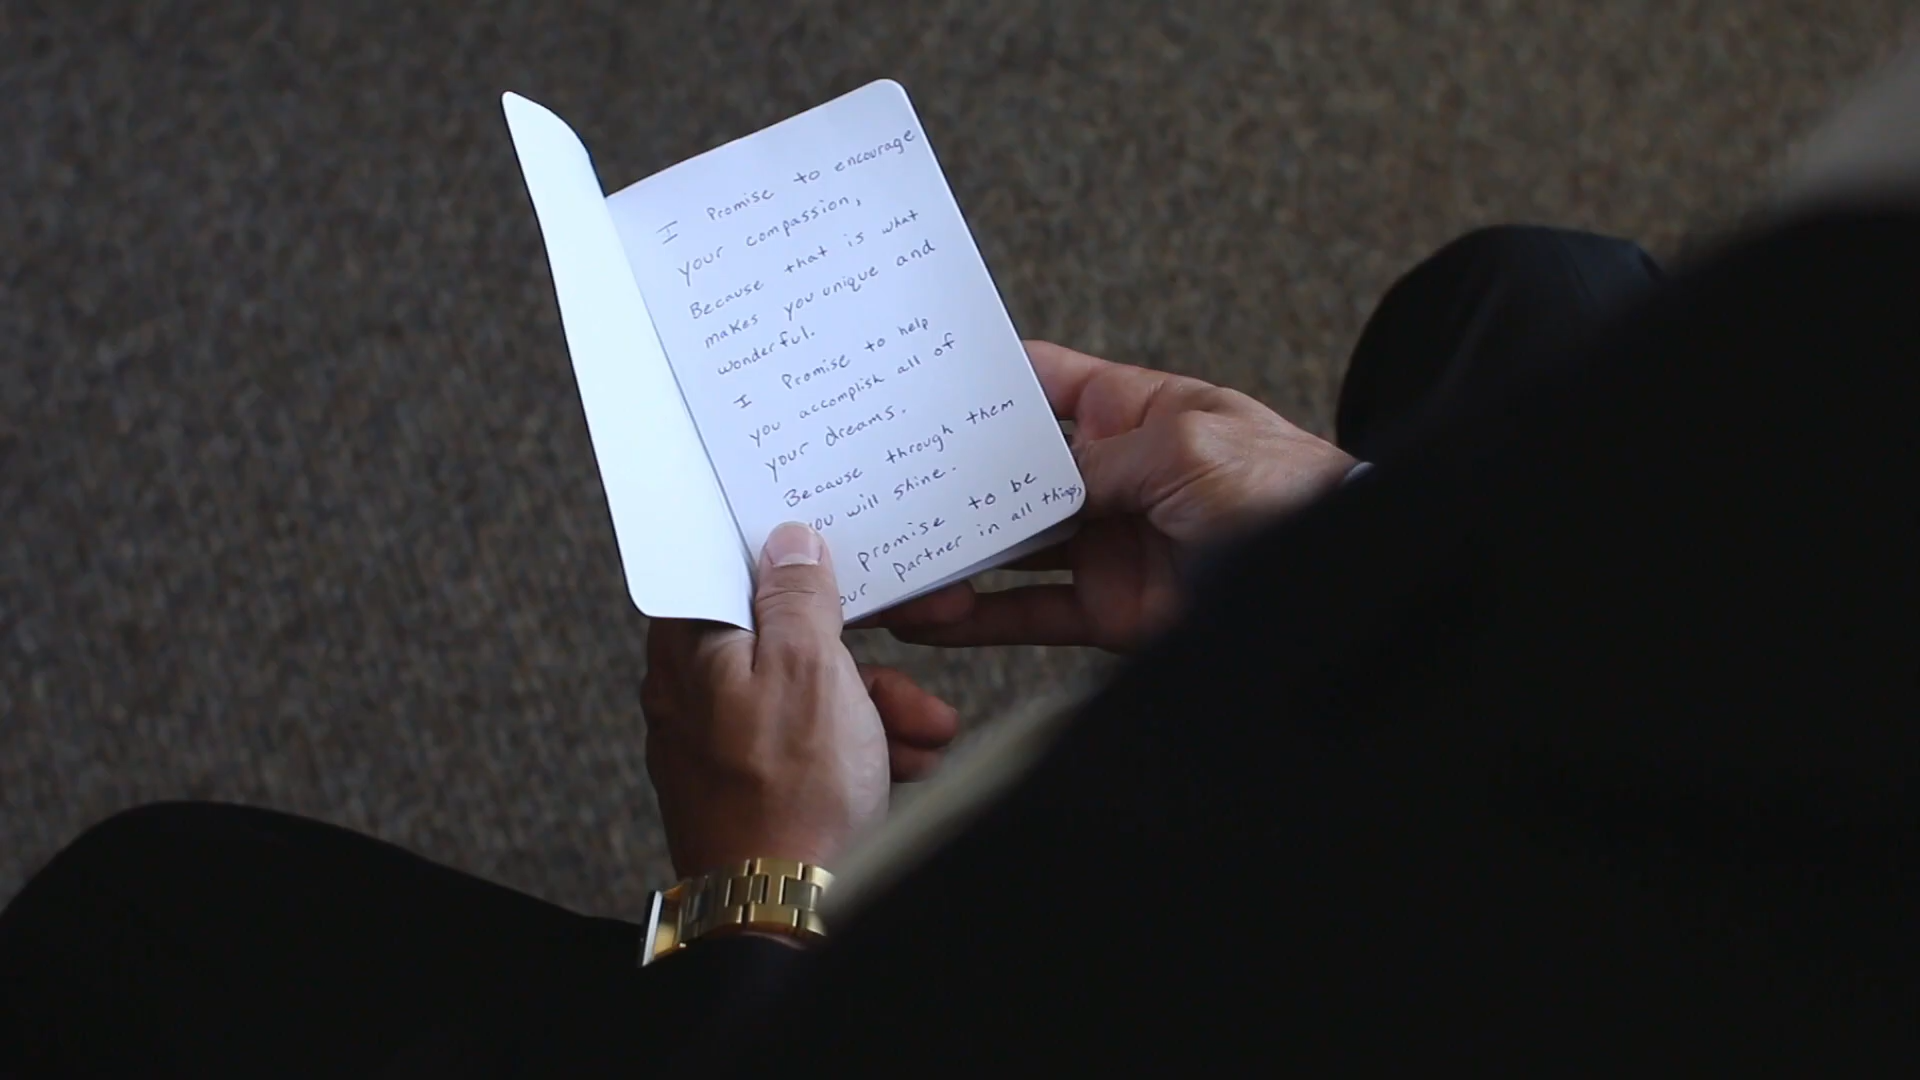 I Promise to encourage
your compassion,
Because that is what
makes you unique and
wonderful.
I Promise to help
you accomplish all of
your dreams.
Because through them
you will shine.
promise to be
our partner in all things,